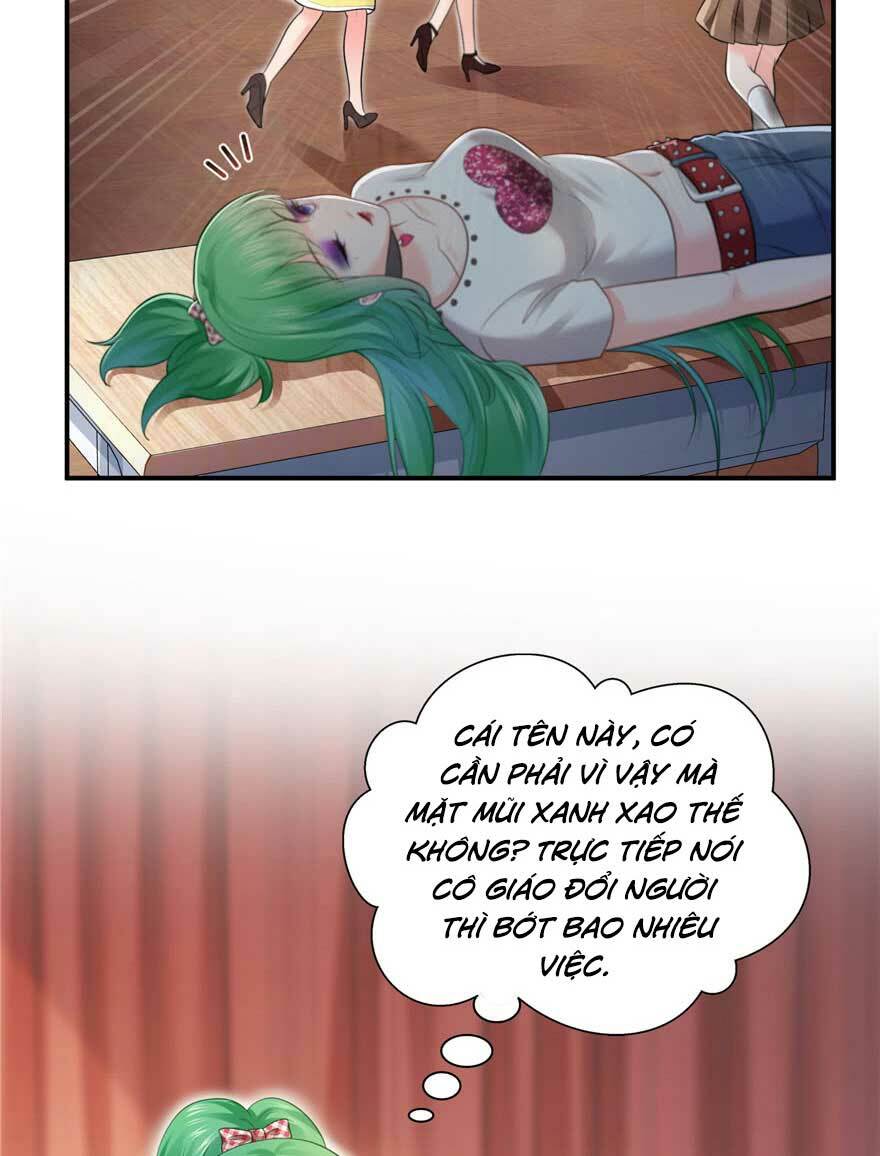 CÁI TÊN NÀY, CÓ
CẦN PHẢI VÌ VẬY MÀ
MẶT MŨI XANH XAO THẾ
KHÔNG? TRỰC TIẾP NÓI
CÔ GIÁO ĐỔI NGƯỜI
THÌ BỚT BAO NHIÊU
VIỆC.